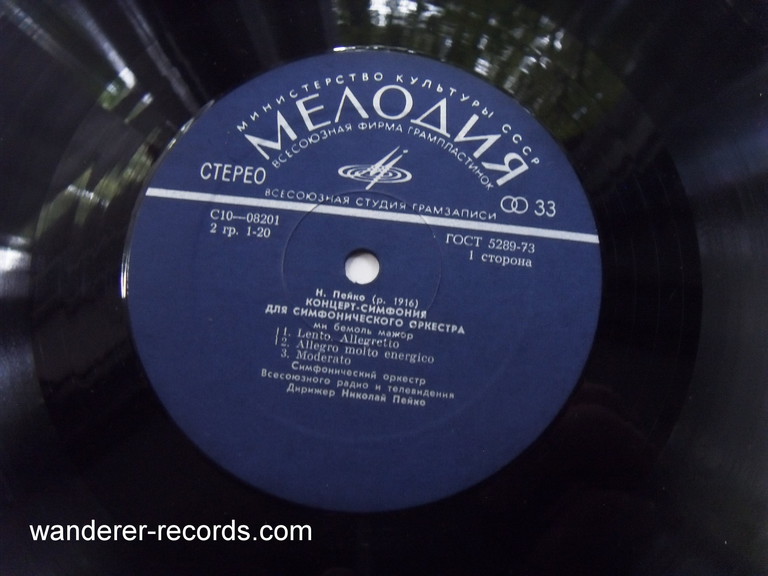 МИНИСТЕРСТВО КУЛЬТУРЫ СССР
МЕЛОДИЯ
ВСЕСОЮЗНАЯ ФИРМА ГРАМПЛАСТИНОК
СТЕРЕО
33
ВСЕСОЮЗНАЯ СТУДИЯ ГРАМЗАПИСИ
С10—08201
2 гр. 1-20
ГОСТ 5289-73
1 сторона
Н. Пейко (р. 1916)
КОНЦЕРТ-СИМФОНИЯ
ДЛЯ СИМФОНИЧЕСКОГО ОРКЕСТРА
ми бемоль мажор
1. Lento. Allegretto
2. Allegro molto energico
3. Moderato
Симфонический оркестр
Всесоюзного радио и телевидения
Дирижер Николай Пейко
wanderer-records.com